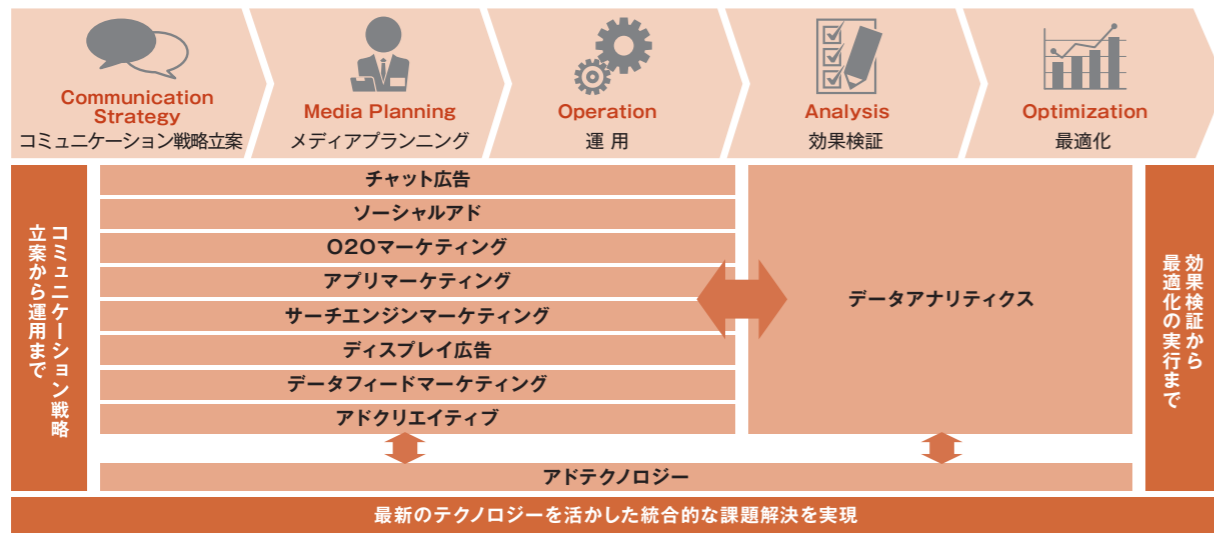 Communication
Strategy
コミュニケーション戦略立案
Media Planning
メディアプランニング
Operation
運 用
Analysis
効果検証
Optimization
最適化
コミュニケーション戦略
立案から運用まで
チャット広告
ソーシャルアド
O2Oマーケティング
アプリマーケティング
サーチエンジンマーケティング
ディスプレイ広告
データフィードマーケティング
アドクリエイティブ
データアナリティクス
効果検証から
最適化の実行まで
アドテクノロジー
最新のテクノロジーを活かした統合的な課題解決を実現